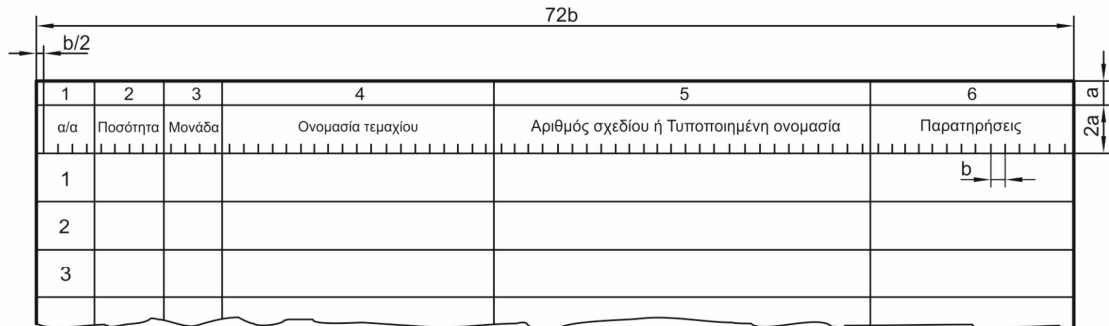 72b
b/2
1 2 3 4 5 6 a
α/α Ποσότητα Μονάδα Ονομασία τεμαχίου Αριθμός σχεδίου ή Τυποποιημένη ονομασία Παρατηρήσεις 2a
b
1
2
3